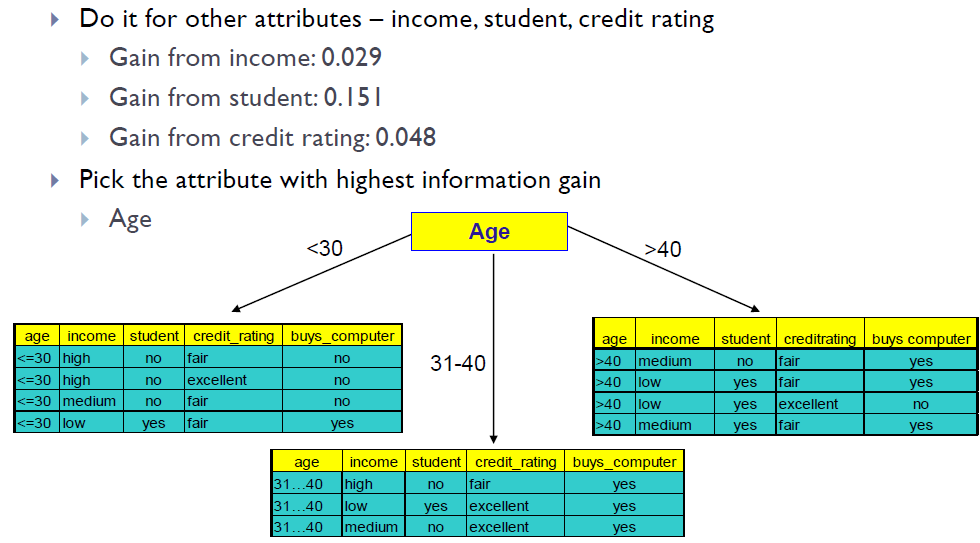 Do it for other attributes – income, student, credit rating
Gain from income: 0.029
Gain from student: 0.151
Gain from credit rating: 0.048
Pick the attribute with highest information gain
Age
Age
<30
>40
31-40
age income student credit_rating buys_computer
<=30 high no fair no
<=30 high no excellent no
<=30 medium no fair no
<=30 low yes fair yes
age income student creditrating buys computer
>40 medium no fair yes
>40 low yes fair yes
>40 low yes excellent no
>40 medium yes fair yes
age income student credit_rating buys_computer
31…40 high no fair yes
31…40 low yes excellent yes
31…40 medium no excellent yes